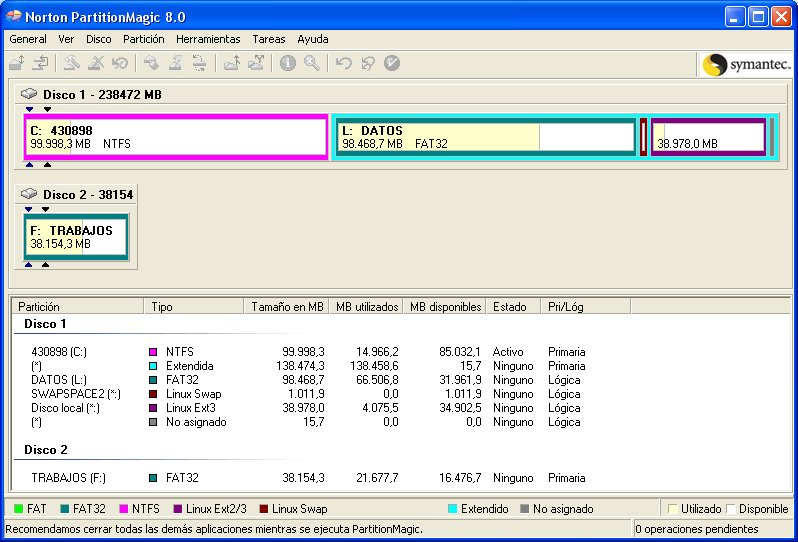 Norton PartitionMagic 8.0
General Ver Disco Partición Herramientas Tareas Ayuda
symantec.
Disco 1 - 238472 MB
C: 430898
99.998,3 MB NTFS
L: DATOS
98.468,7 MB FAT32
38.978,0 MB
Disco 2 - 38154
F: TRABAJOS
38.154,3 MB
Partición Tipo Tamaño en MB MB utilizados MB disponibles Estado Pri/Lóg
Disco 1
430898 (C:) NTFS 99.998,3 14.966,2 85.032,1 Activo Primaria
(*) Extendida 138.474,3 138.458,6 15,7 Ninguno Primaria
DATOS (L:) FAT32 98.468,7 66.506,8 31.961,9 Ninguno Lógica
SWAPSPACE2 (*:) Linux Swap 1.011,9 0,0 1.011,9 Ninguno Lógica
Disco local (*:) Linux Ext3 38.978,0 4.075,5 34.902,5 Ninguno Lógica
(*) No asignado 15,7 0,0 0,0 Ninguno Lógica
Disco 2
TRABAJOS (F:) FAT32 38.154,3 21.677,7 16.476,7 Ninguno Primaria
FAT FAT32 NTFS Linux Ext2/3 Linux Swap Extendido No asignado Utilizado Disponible
Recomendamos cerrar todas las demás aplicaciones mientras se ejecuta PartitionMagic. 0 operaciones pendientes